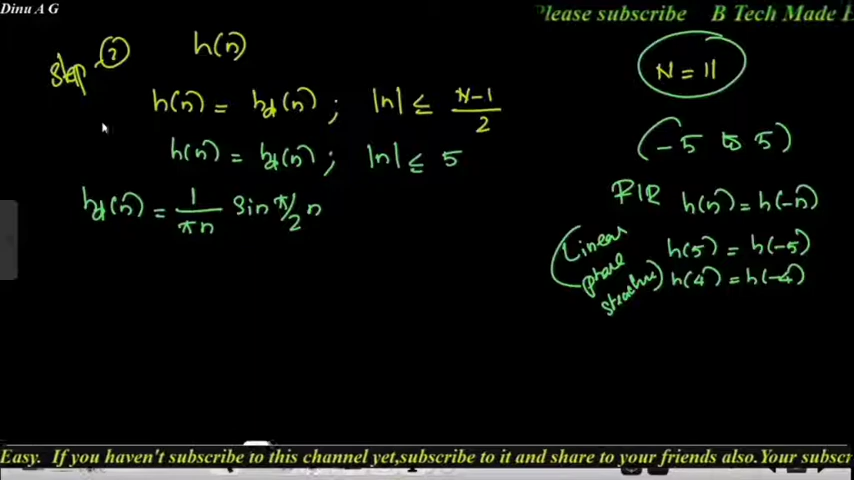 Dinu A G
Please subscribe B Tech Made E
Step - 2
h(n)
h(n) = hd(n) ; |n| ≤ N-1/2
h(n) = hd(n) ; |n| ≤ 5
hd(n) = 1/πn Sin π/2 n
N = 11
(-5 to 5)
FIR h(n) = h(-n)
(Linear phase structure)
h(5) = h(-5)
h(4) = h(-4)
Easy. If you haven't subscribe to this channel yet,subscribe to it and share to your friends also.Your subscr